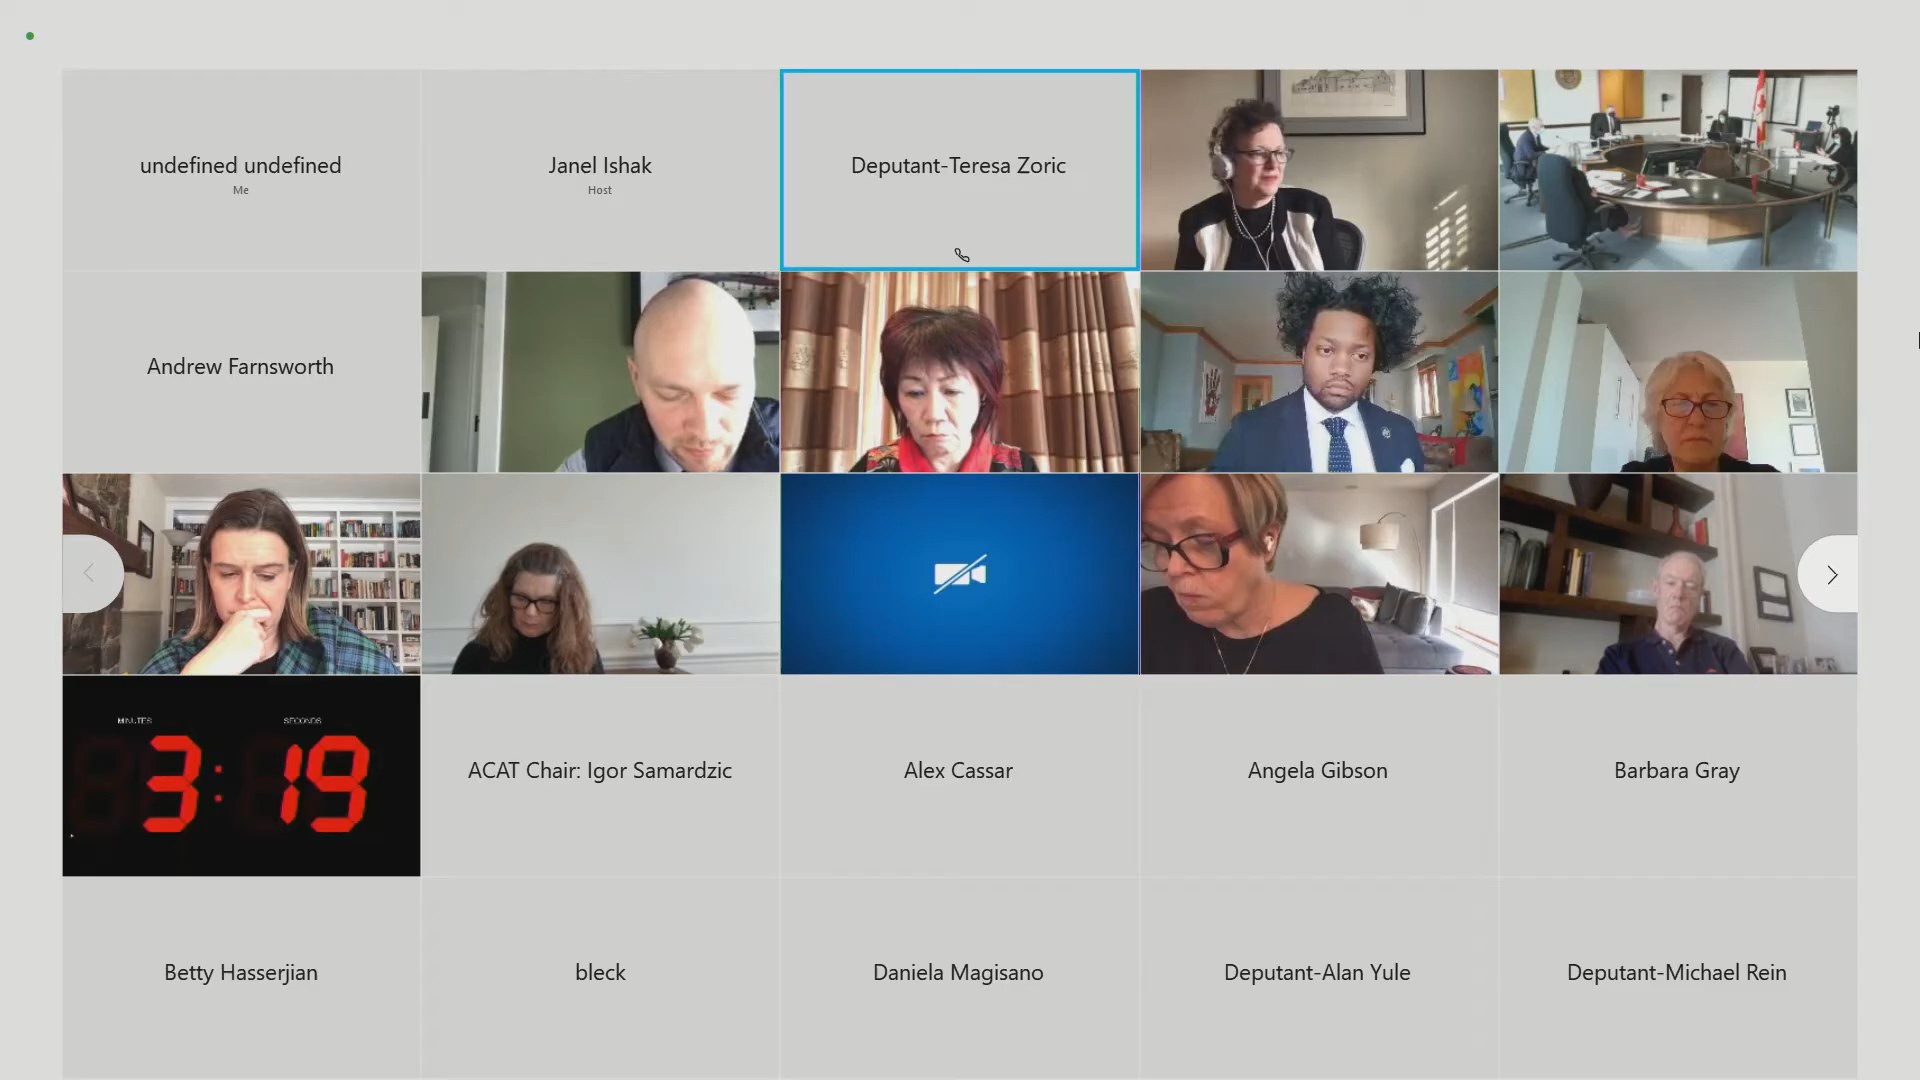 undefined undefined
Me
Janel Ishak
Host
Deputant-Teresa Zoric
Andrew Farnsworth
MINUTES
SECONDS
3:19
ACAT Chair: Igor Samardzic
Alex Cassar
Angela Gibson
Barbara Gray
Betty Hasserjian
bleck
Daniela Magisano
Deputant-Alan Yule
Deputant-Michael Rein